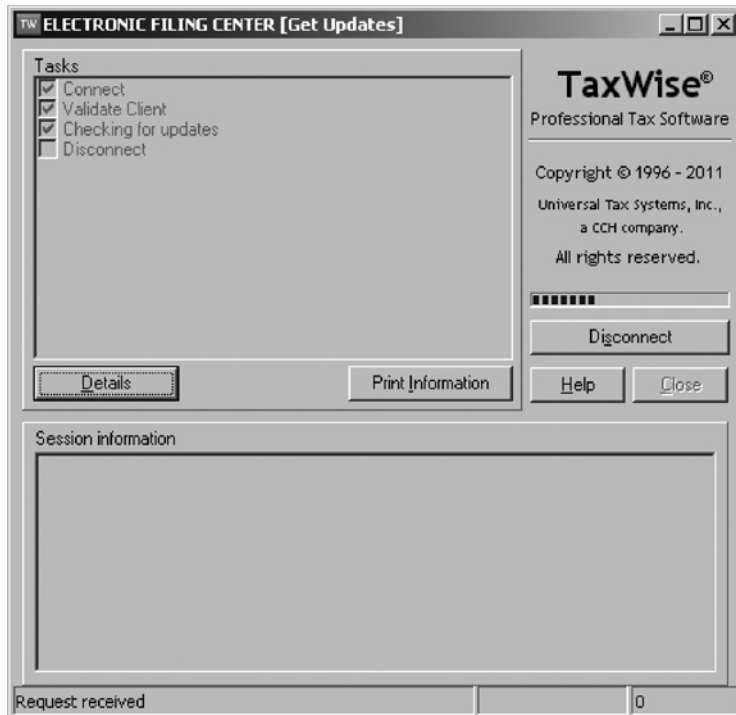 TW ELECTRONIC FILING CENTER [Get Updates]
Tasks
Connect
Validate Client
Checking for updates
Disconnect
Details
Print Information
TaxWise®
Professional Tax Software
Copyright © 1996 - 2011
Universal Tax Systems, Inc.,
a CCH company.
All rights reserved.
Disconnect
Help
Close
Session information
Request received
0